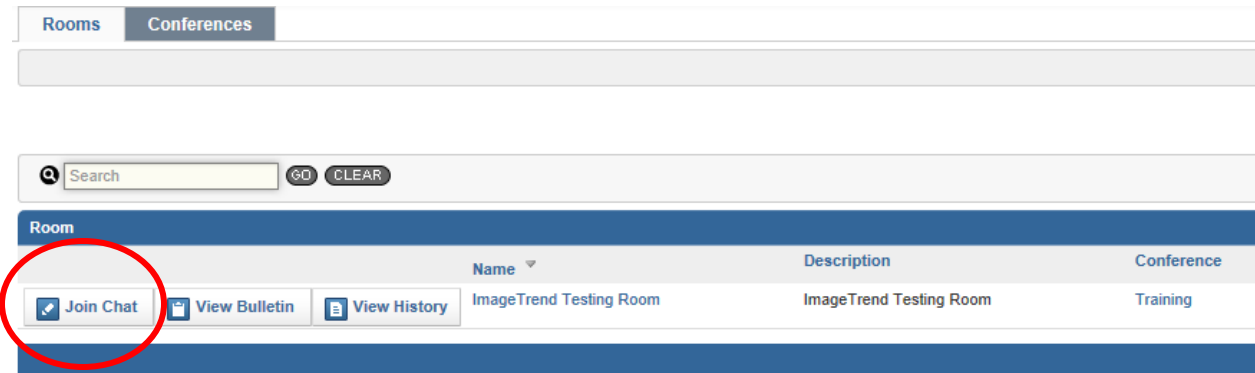 Rooms Conferences
Search GO CLEAR
Room
Name Description Conference
Join Chat View Bulletin View History ImageTrend Testing Room ImageTrend Testing Room Training